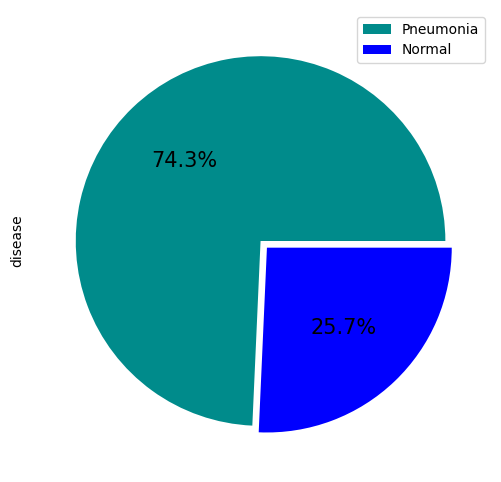 Pneumonia
Normal
74.3%
disease
25.7%